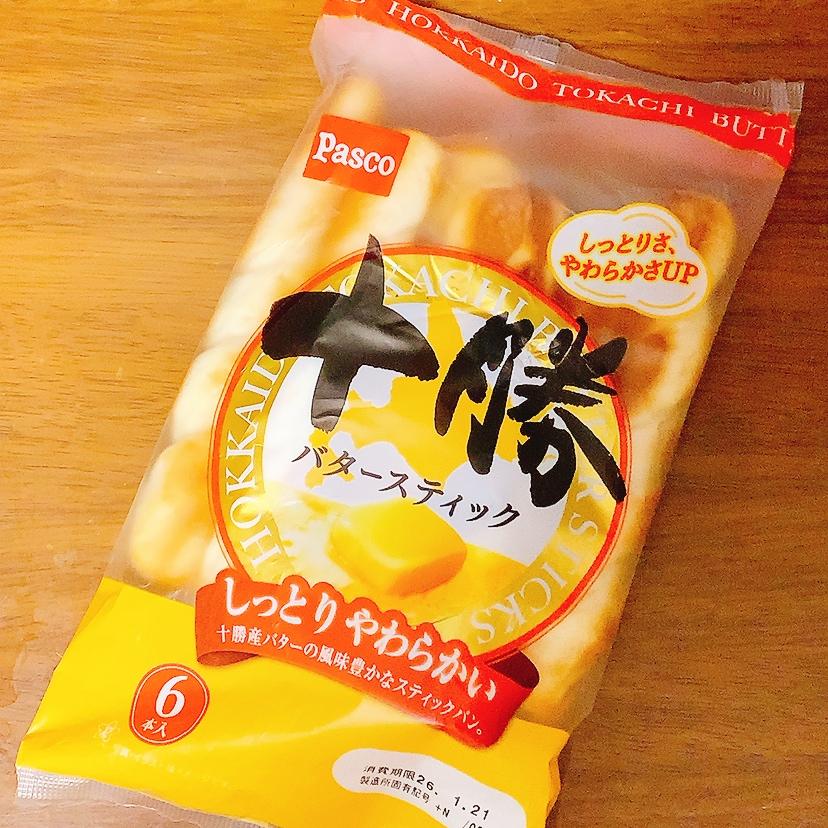 HOKKAIDO TOKACHI BUTT
Pasco
しっとりさ、
やわらかさUP
HOKKAIDO TOKACHI B RSTICKS
十勝
バタースティック
しっとり やわらかい
十勝産バターの風味豊かなスティックパン。
6
本入
消費期限26. 1.21
製造所固有記号 +N